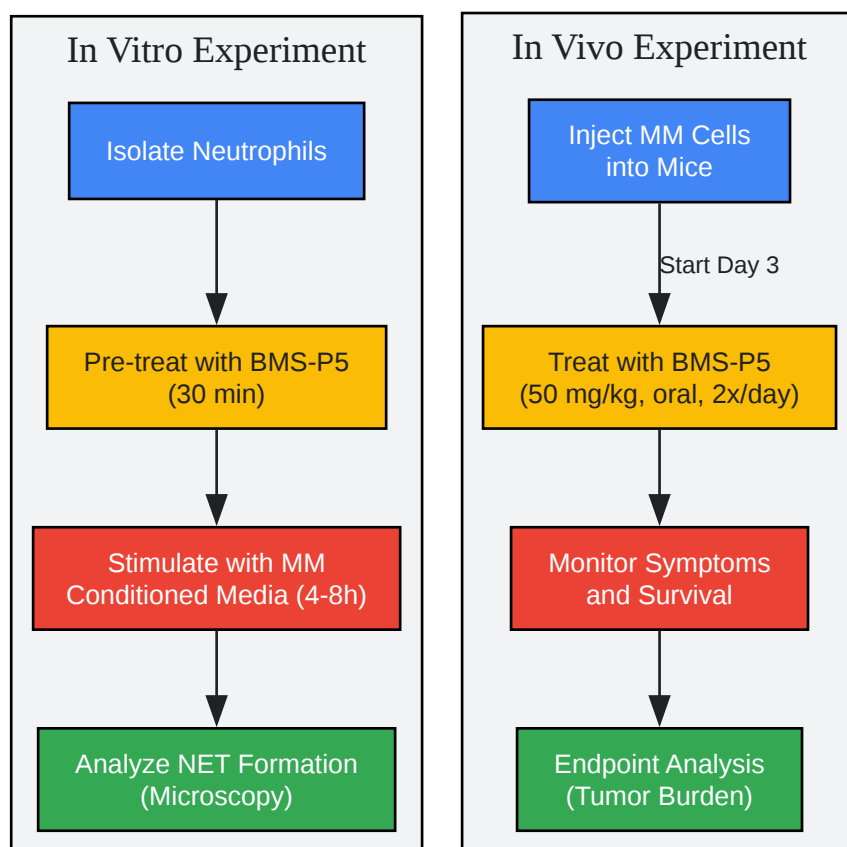 In Vitro Experiment
Isolate Neutrophils
Pre-treat with BMS-P5
(30 min)
Stimulate with MM
Conditioned Media (4-8h)
Analyze NET Formation
(Microscopy)
In Vivo Experiment
Inject MM Cells
into Mice
Start Day 3
Treat with BMS-P5
(50 mg/kg, oral, 2x/day)
Monitor Symptoms
and Survival
Endpoint Analysis
(Tumor Burden)